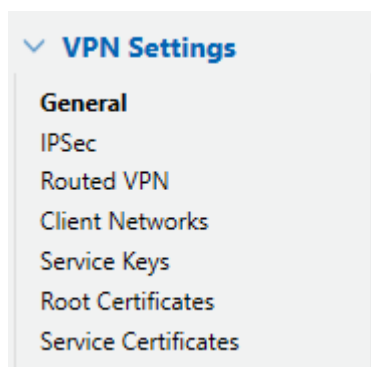 VPN Settings
General
IPSec
Routed VPN
Client Networks
Service Keys
Root Certificates
Service Certificates